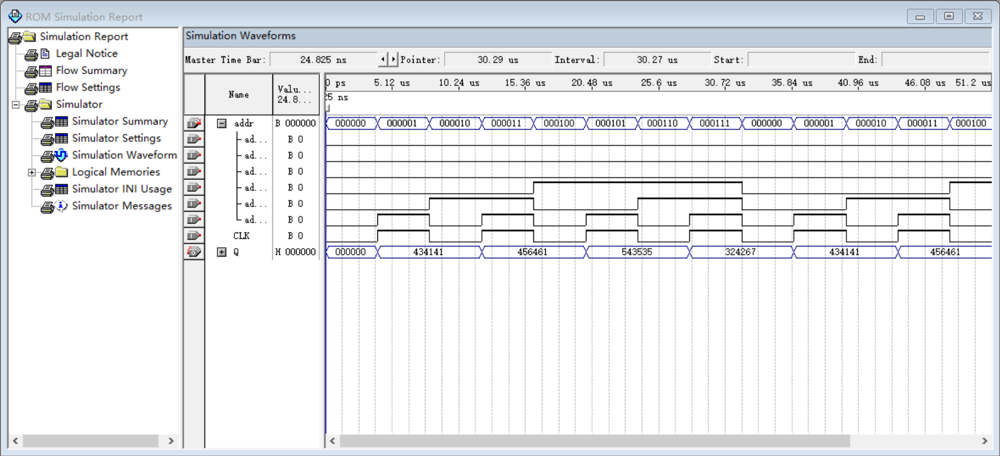 ROM Simulation Report
Simulation Report
Legal Notice
Flow Summary
Flow Settings
Simulator
Simulator Summary
Simulator Settings
Simulation Waveform
Logical Memories
Simulator INI Usage
Simulator Messages
Simulation Waveforms
Master Time Bar: 24.825 ns Pointer: 30.29 us Interval: 30.27 us Start: End:
Name
Valu...
24.8...
0 ps 5.12 us 10.24 us 15.36 us 20.48 us 25.6 us 30.72 us 35.84 us 40.96 us 46.08 us 51.2 us
25 ns
addr B 000000 000000 000001 000010 000011 000100 000101 000110 000111 000000 000001 000010 000011 000100
ad... B 0
ad... B 0
ad... B 0
ad... B 0
ad... B 0
ad... B 0
CLK B 0
Q H 000000 000000 434141 456461 543535 324267 434141 456461